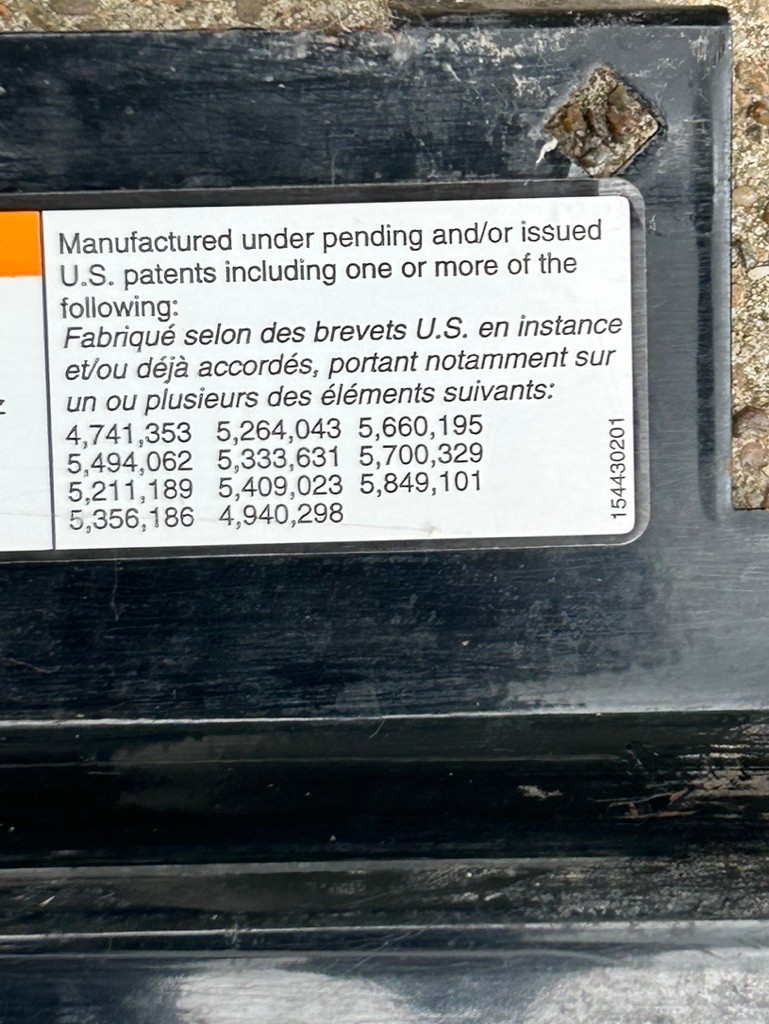 Manufactured under pending and/or issued
U.S. patents including one or more of the
following:
Fabriqué selon des brevets U.S. en instance
et/ou déjà accordés, portant notamment sur
un ou plusieurs des éléments suivants:
4,741,353 5,264,043 5,660,195
5,494,062 5,333,631 5,700,329
5,211,189 5,409,023 5,849,101
5,356,186 4,940,298
154430201